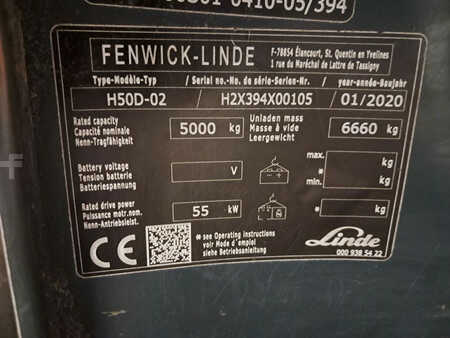 0410-05/394
FENWICK-LINDE
F-78854 Élancourt, St. Quentin en Yvelines
1 rue du Maréchal de Lattre de Tassigny
Type-Modèle-Typ / Serial no.-No. de série-Serien-Nr. / year-année-Baujahr
H50D-02 H2X394X00105 01/2020
Rated capacity
Capacité nominale
Nenn-Tragfähigkeit
5000 kg
Unladen mass
Masse à vide
Leergewicht
6660 kg
Battery voltage
Tension batterie
Batteriespannung
V
max.
*
min.
kg
kg
Rated drive power
Puissance motr.nom.
Nenn-Antriebsleist.
55 kW
* kg
* see Operating instructions
voir Mode d'emploi
siehe Betriebsanleitung
CE
Linde
000 938 54 22